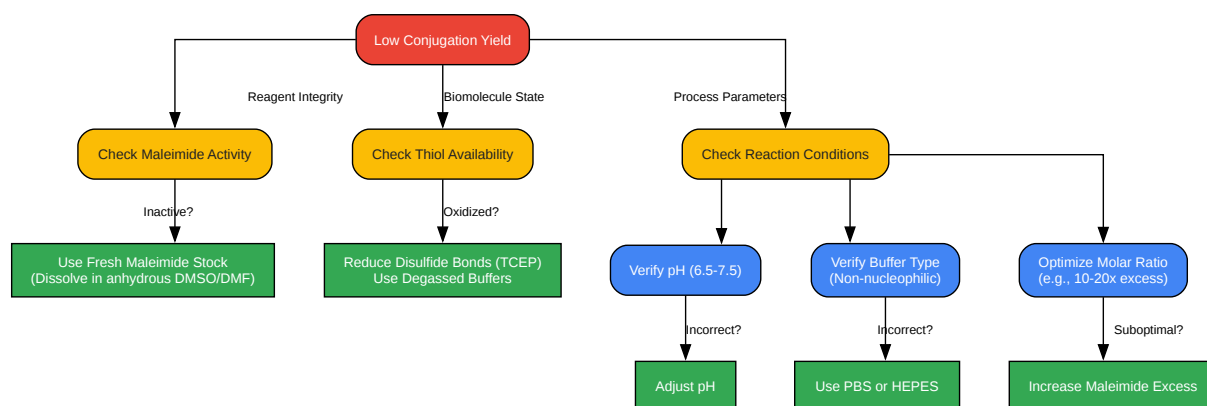 Low Conjugation Yield
Reagent Integrity
Biomolecule State
Process Parameters
Check Maleimide Activity
Check Thiol Availability
Check Reaction Conditions
Inactive?
Oxidized?
Use Fresh Maleimide Stock
(Dissolve in anhydrous DMSO/DMF)
Reduce Disulfide Bonds (TCEP)
Use Degassed Buffers
Verify pH (6.5-7.5)
Verify Buffer Type
(Non-nucleophilic)
Optimize Molar Ratio
(e.g., 10-20x excess)
Incorrect?
Incorrect?
Suboptimal?
Adjust pH
Use PBS or HEPES
Increase Maleimide Excess